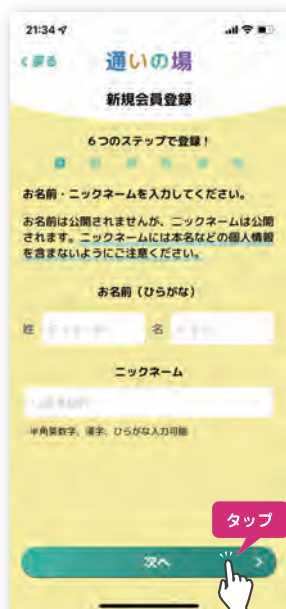 21:34
戻る
通いの場
新規会員登録
6つのステップで登録！
お名前・ニックネームを入力してください。
お名前は公開されませんが、ニックネームは公開
されます。ニックネームには本名などの個人情報
を含まないようにご注意ください。
お名前（ひらがな）
姓
名
ニックネーム
半角英数字、漢字、ひらがな入力可能
タップ
次へ